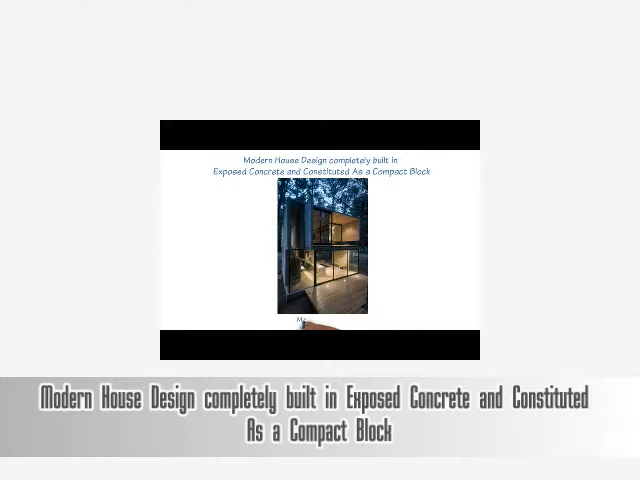 Modern House Design completely built in
Exposed Concrete and Constituted As a Compact Block
Modern House Design completely built in Exposed Concrete and Constituted
As a Compact Block